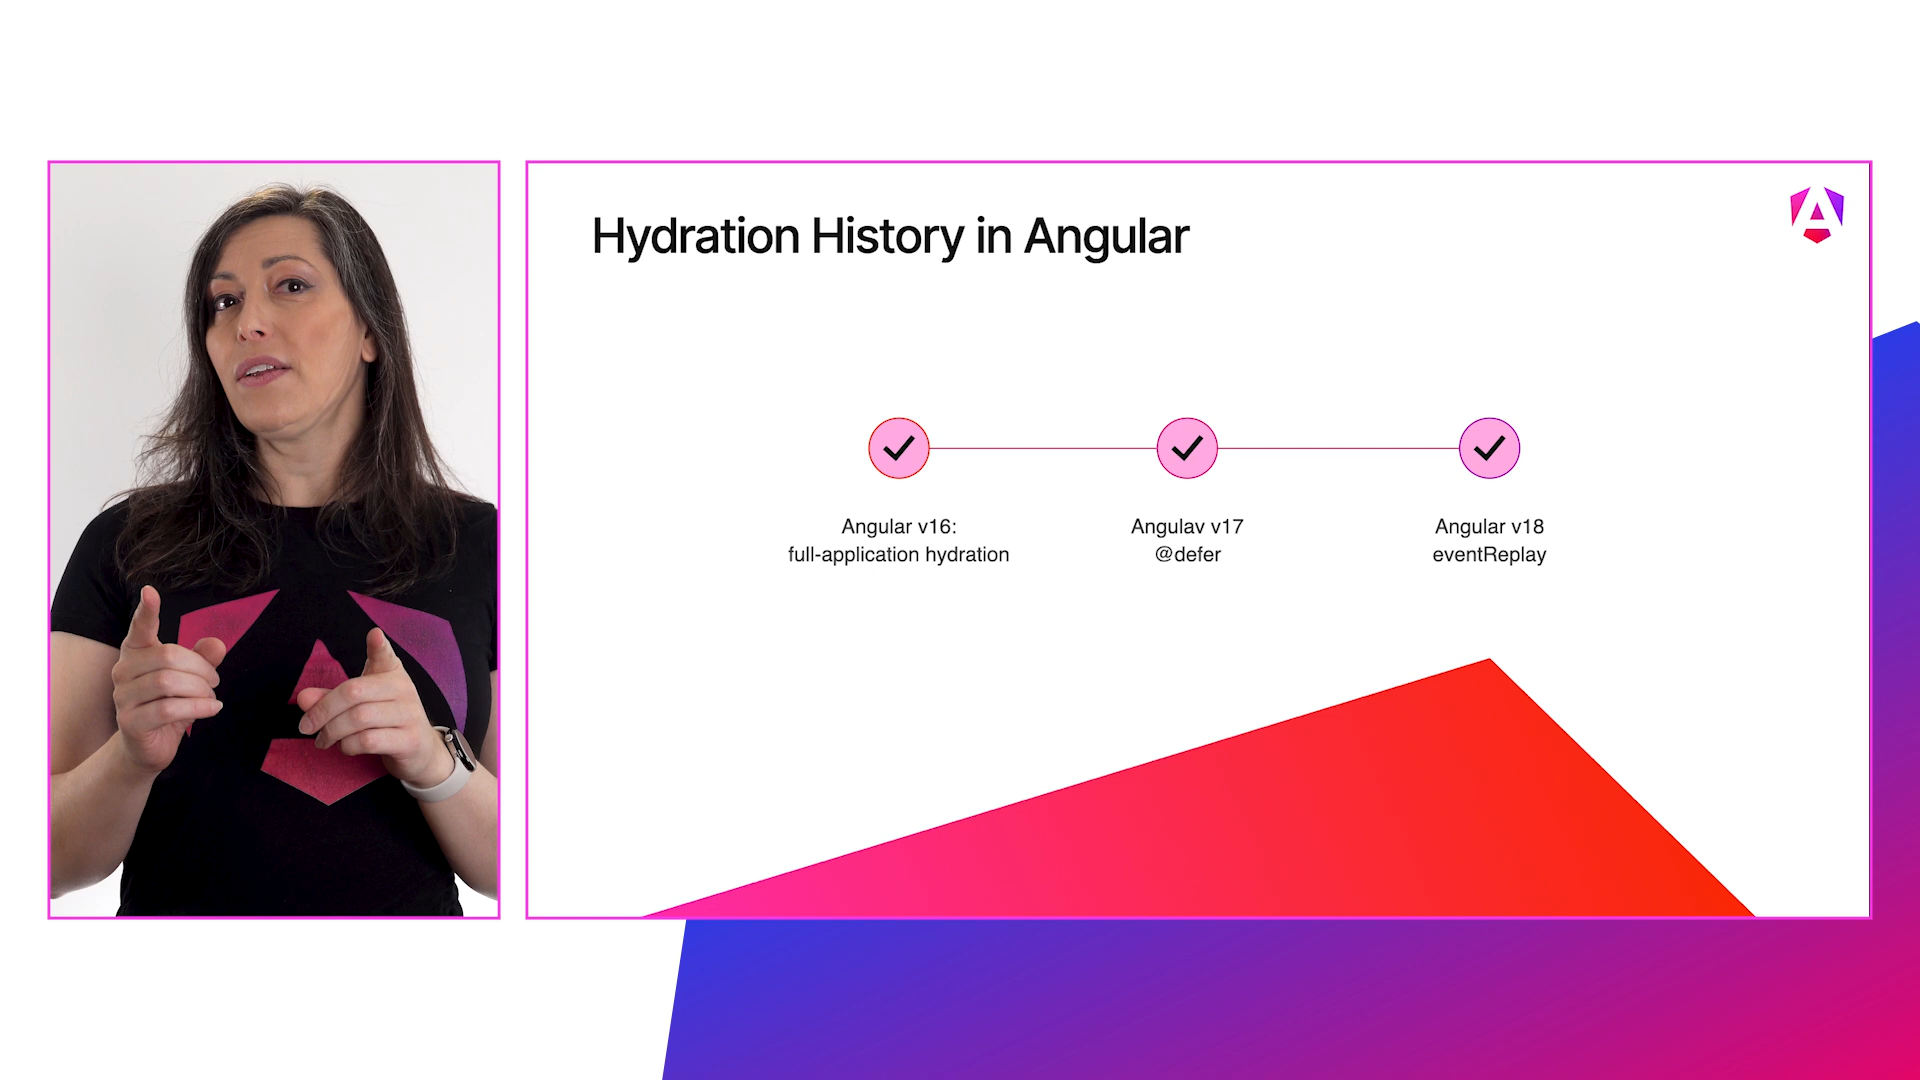 Hydration History in Angular
Angular v16:
full-application hydration
Angulav v17
@defer
Angular v18
eventReplay